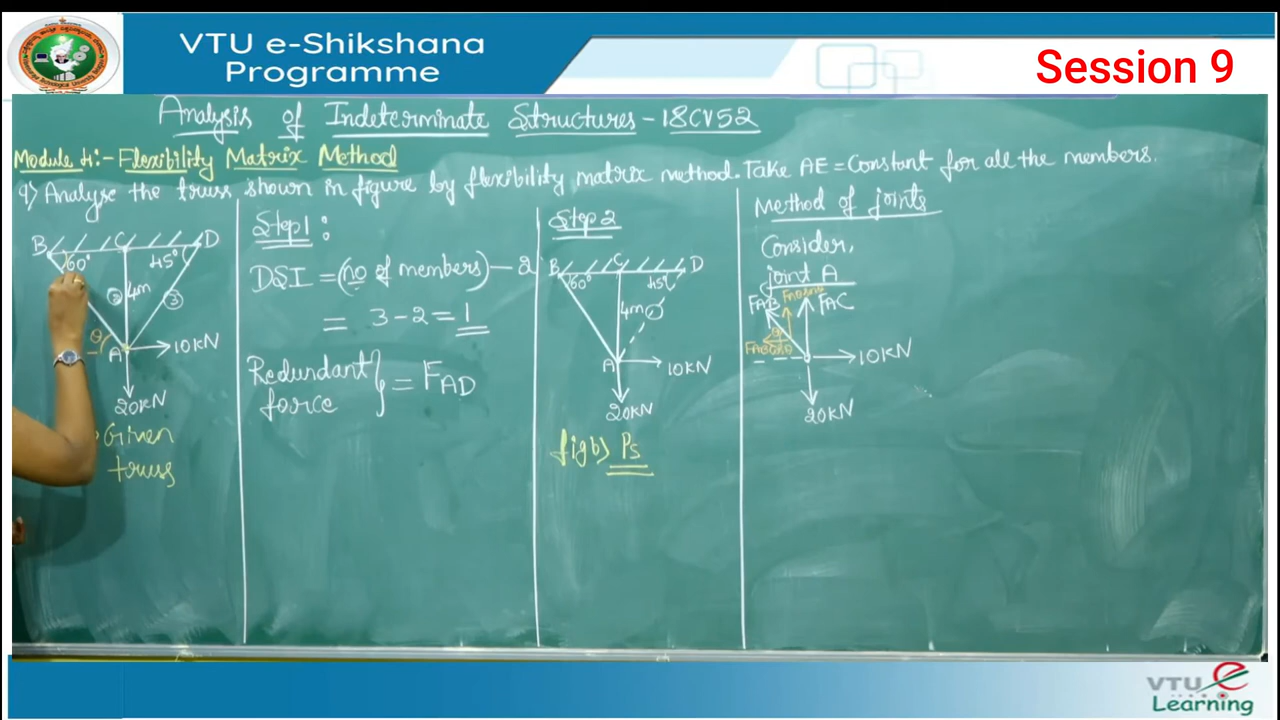 VTU e-Shikshana
Programme
Session 9
Analysis of Indeterminate Structures - 18CV52
Module 4:- Flexibility Matrix Method
Q) Analyse the truss shown in figure by flexibility matrix method. Take AE = Constant for all the members.
B C D
60° 45°
② 4m ③
θ A 10KN
20KN
Given
truss
Step 1 :
DSI = (no of members) - 2
= 3 - 2 = 1
Redundant
force } = FAD
Step 2
B C D
60° 45°
4m
A 10KN
20KN
fig b) Ps
Method of joints
Consider,
joint A
FAB FAC
θ
10KN
20KN
VTU e
Learning